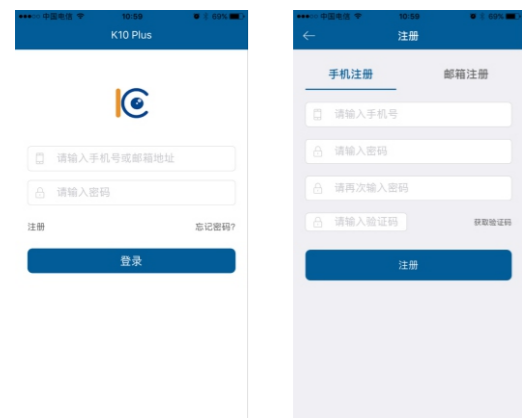 中国电信 10:59 69%
K10 Plus
请输入手机号或邮箱地址
请输入密码
注册 忘记密码?
登录
中国电信 10:59 69%
← 注册
手机注册 邮箱注册
请输入手机号
请输入密码
请再次输入密码
请输入验证码 获取验证码
注册